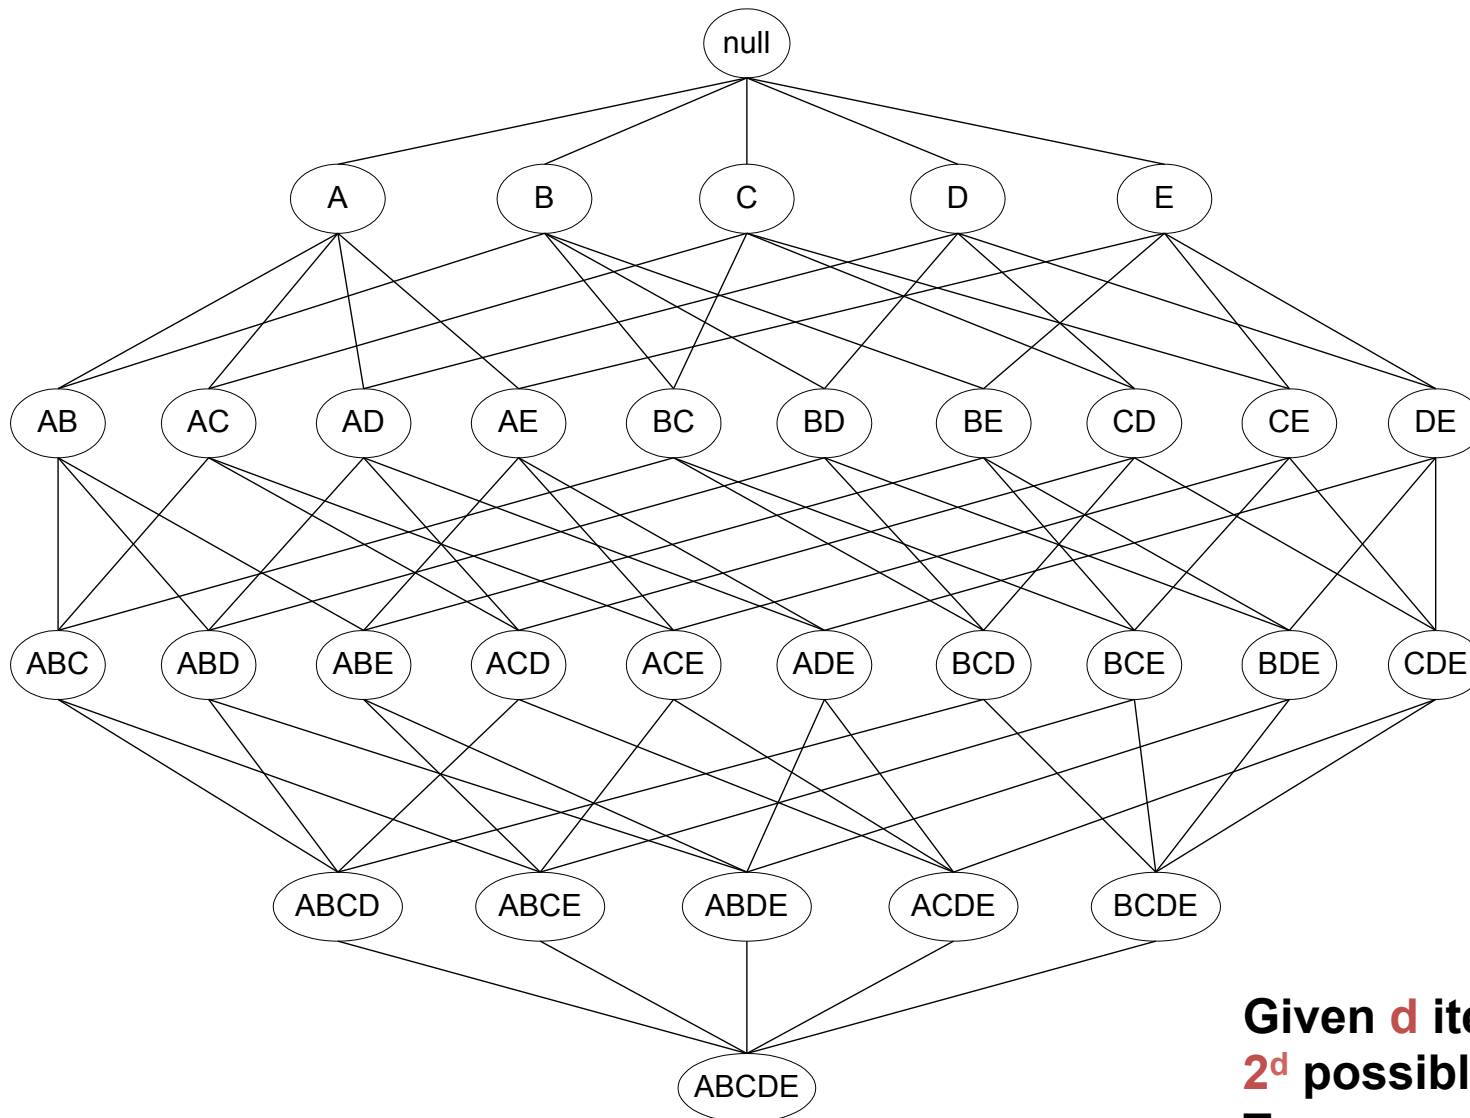 null
A B C D E
AB AC AD AE BC BD BE CD CE DE
ABC ABD ABE ACD ACE ADE BCD BCE BDE CDE
ABCD ABCE ABDE ACDE BCDE
ABCDE
Given d
2ᵈ